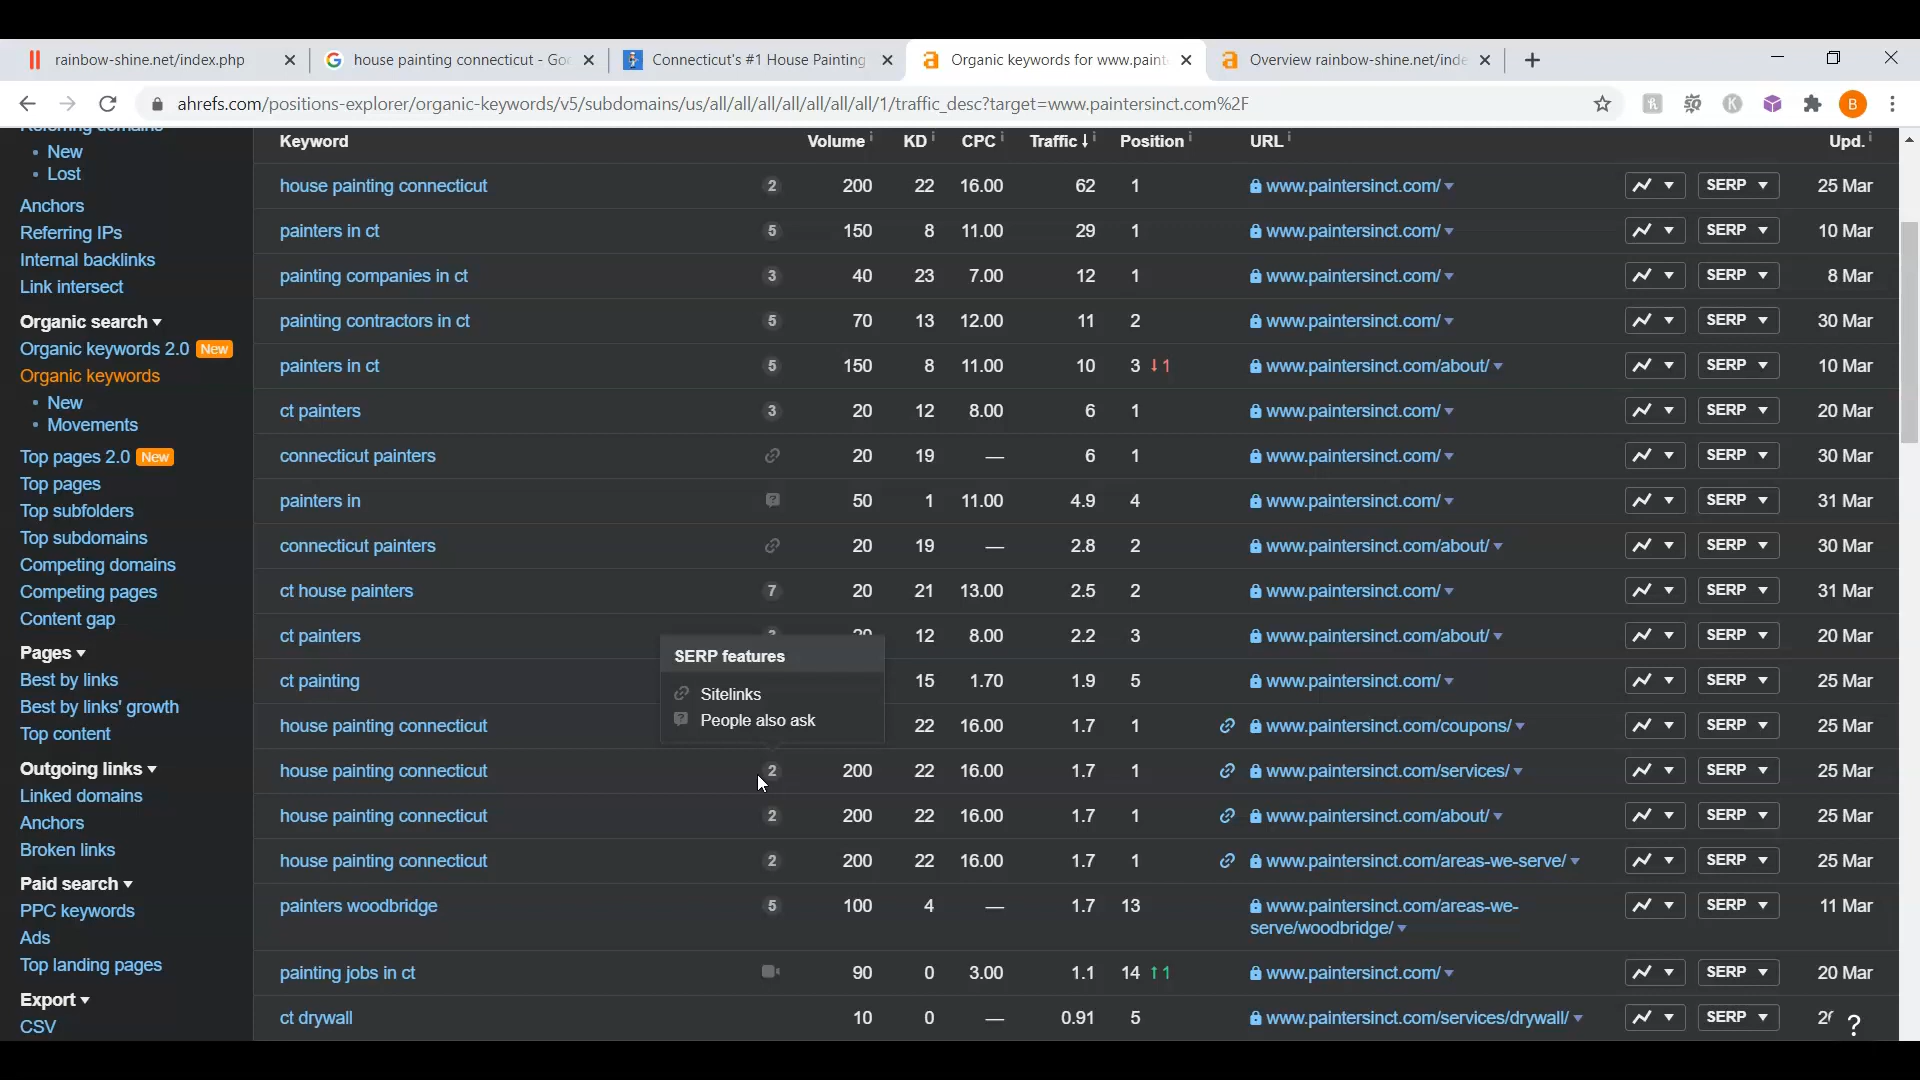 rainbow-shine.net/index.php
house painting connecticut - Go
Connecticut's #1 House Painting
Organic keywords for www.paint
Overview rainbow-shine.net/inde
ahrefs.com/positions-explorer/organic-keywords/v5/subdomains/us/all/all/all/all/all/all/all/1/traffic_desc?target=www.paintersinct.com%2F
B
Referring domains
New
Lost
Anchors
Referring IPs
Internal backlinks
Link intersect
Organic search
Organic keywords 2.0 New
Organic keywords
New
Movements
Top pages 2.0 New
Top pages
Top subfolders
Top subdomains
Competing domains
Competing pages
Content gap
Pages
Best by links
Best by links' growth
Top content
Outgoing links
Linked domains
Anchors
Broken links
Paid search
PPC keywords
Ads
Top landing pages
Export
CSV
Keyword Volume KD CPC Traffic Position URL Upd.
house painting connecticut 2 200 22 16.00 62 1 www.paintersinct.com/ SERP 25 Mar
painters in ct 5 150 8 11.00 29 1 www.paintersinct.com/ SERP 10 Mar
painting companies in ct 3 40 23 7.00 12 1 www.paintersinct.com/ SERP 8 Mar
painting contractors in ct 5 70 13 12.00 11 2 www.paintersinct.com/ SERP 30 Mar
painters in ct 5 150 8 11.00 10 3 ↓1 www.paintersinct.com/about/ SERP 10 Mar
ct painters 3 20 12 8.00 6 1 www.paintersinct.com/ SERP 20 Mar
connecticut painters 20 19 — 6 1 www.paintersinct.com/ SERP 30 Mar
painters in 50 1 11.00 4.9 4 www.paintersinct.com/ SERP 31 Mar
connecticut painters 20 19 — 2.8 2 www.paintersinct.com/about/ SERP 30 Mar
ct house painters 7 20 21 13.00 2.5 2 www.paintersinct.com/ SERP 31 Mar
ct painters 3 20 12 8.00 2.2 3 www.paintersinct.com/about/ SERP 20 Mar
SERP features
Sitelinks
People also ask
ct painting 15 1.70 1.9 5 www.paintersinct.com/ SERP 25 Mar
house painting connecticut 22 16.00 1.7 1 www.paintersinct.com/coupons/ SERP 25 Mar
house painting connecticut 2 200 22 16.00 1.7 1 www.paintersinct.com/services/ SERP 25 Mar
house painting connecticut 2 200 22 16.00 1.7 1 www.paintersinct.com/about/ SERP 25 Mar
house painting connecticut 2 200 22 16.00 1.7 1 www.paintersinct.com/areas-we-serve/ SERP 25 Mar
painters woodbridge 5 100 4 — 1.7 13 www.paintersinct.com/areas-we- SERP 11 Mar
serve/woodbridge/
painting jobs in ct 90 0 3.00 1.1 14 ↑1 www.paintersinct.com/ SERP 20 Mar
ct drywall 10 0 — 0.91 5 www.paintersinct.com/services/drywall/ SERP
?